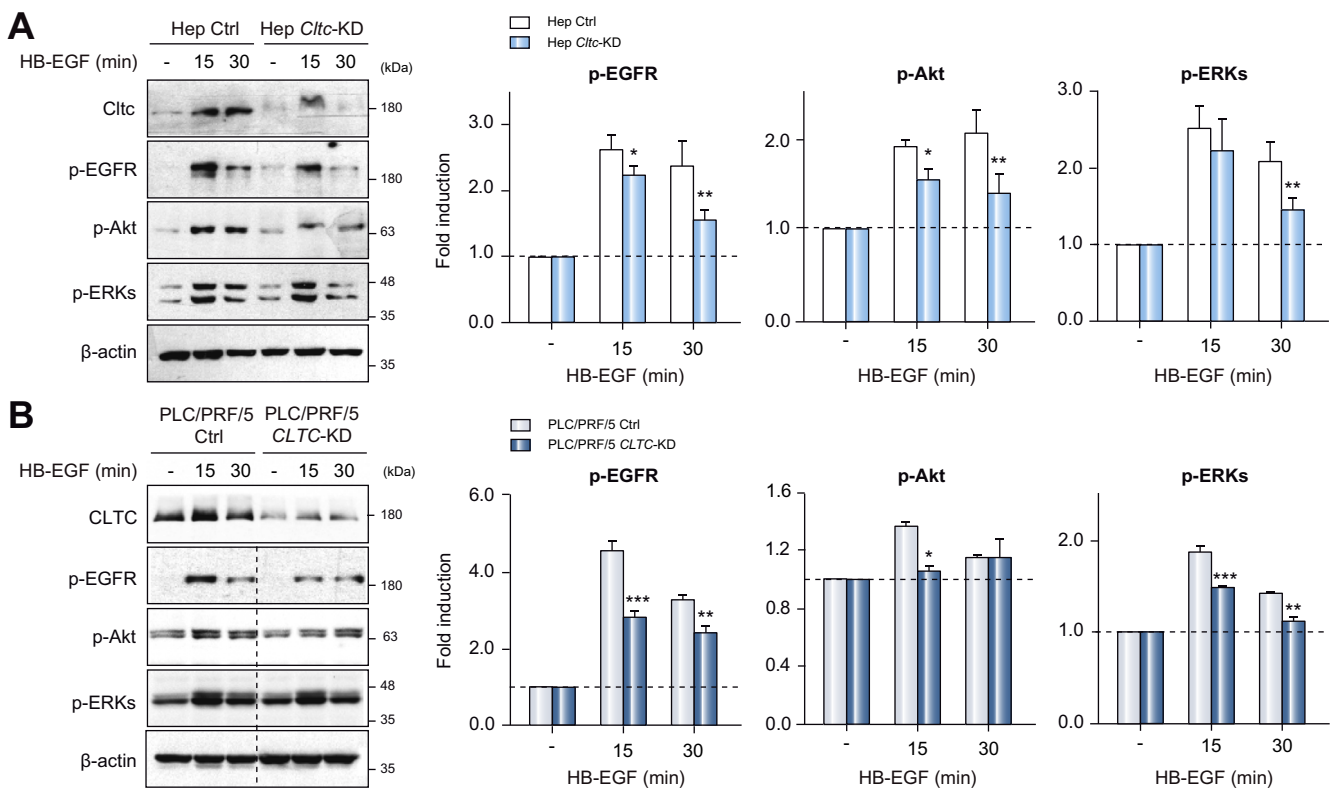 A
Hep Ctrl Hep Cltc-KD
HB-EGF (min) - 15 30 - 15 30 (kDa)
Cltc 180
p-EGFR 180
p-Akt 63
p-ERKs 48
35
β-actin 35
Hep Ctrl
Hep Cltc-KD
p-EGFR
Fold induction
3.0
2.0
1.0
0.0
* **
- 15 30
HB-EGF (min)
p-Akt
2.0
1.0
0.0
* **
- 15 30
HB-EGF (min)
p-ERKs
3.0
2.0
1.0
0.0
**
- 15 30
HB-EGF (min)
B
PLC/PRF/5 PLC/PRF/5
Ctrl CLTC-KD
HB-EGF (min) - 15 30 - 15 30 (kDa)
CLTC 180
p-EGFR 180
p-Akt 63
p-ERKs 48
35
β-actin 35
PLC/PRF/5 Ctrl
PLC/PRF/5 CLTC-KD
p-EGFR
Fold induction
6.0
4.0
2.0
0.0
*** **
- 15 30
HB-EGF (min)
p-Akt
1.6
1.2
0.8
0.4
0.0
*
- 15 30
HB-EGF (min)
p-ERKs
2.0
1.0
0.0
*** **
- 15 30
HB-EGF (min)